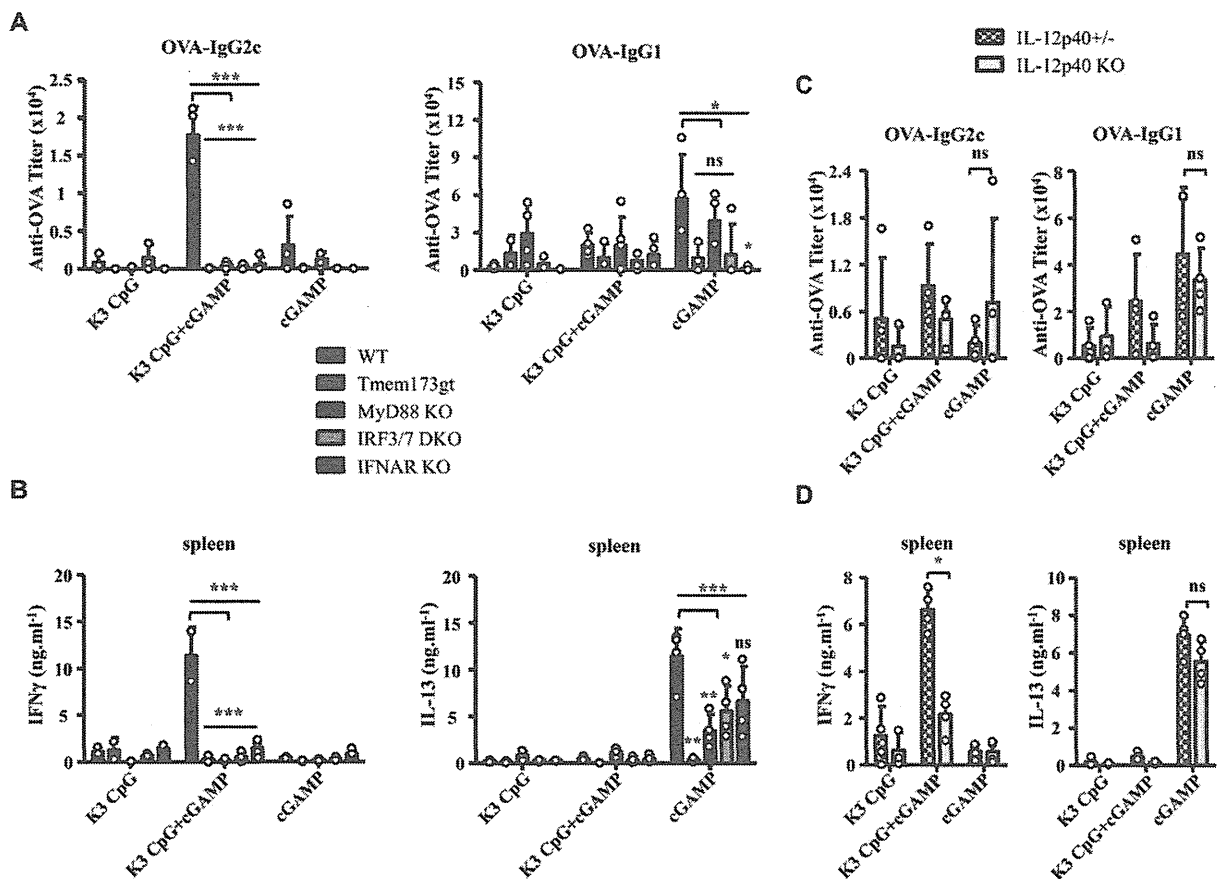 A
OVA-IgG2c
Anti-OVA Titer (x10⁴)
2.5
2
1.5
1
0.5
0
***
***
K3 CpG
K3 CpG+cGAMP
cGAMP
OVA-IgG1
Anti-OVA Titer (x10⁴)
15
12
9
6
3
0
*
ns
*
K3 CpG
K3 CpG+cGAMP
cGAMP
WT
Tmem173gt
MyD88 KO
IRF3/7 DKO
IFNAR KO
IL-12p40+/-
IL-12p40 KO
C
OVA-IgG2c
Anti-OVA Titer (x10⁴)
2.4
1.8
1.2
0.6
0
ns
K3 CpG
K3 CpG+cGAMP
cGAMP
OVA-IgG1
Anti-OVA Titer (x10⁴)
8
6
4
2
0
ns
K3 CpG
K3 CpG+cGAMP
cGAMP
B
spleen
IFNγ (ng.ml⁻¹)
20
15
10
5
0
***
***
K3 CpG
K3 CpG+cGAMP
cGAMP
spleen
IL-13 (ng.ml⁻¹)
20
15
10
5
0
***
**
**
*
ns
K3 CpG
K3 CpG+cGAMP
cGAMP
D
spleen
IFNγ (ng.ml⁻¹)
8
6
4
2
0
*
K3 CpG
K3 CpG+cGAMP
cGAMP
spleen
IL-13 (ng.ml⁻¹)
10
8
6
4
2
0
ns
K3 CpG
K3 CpG+cGAMP
cGAMP